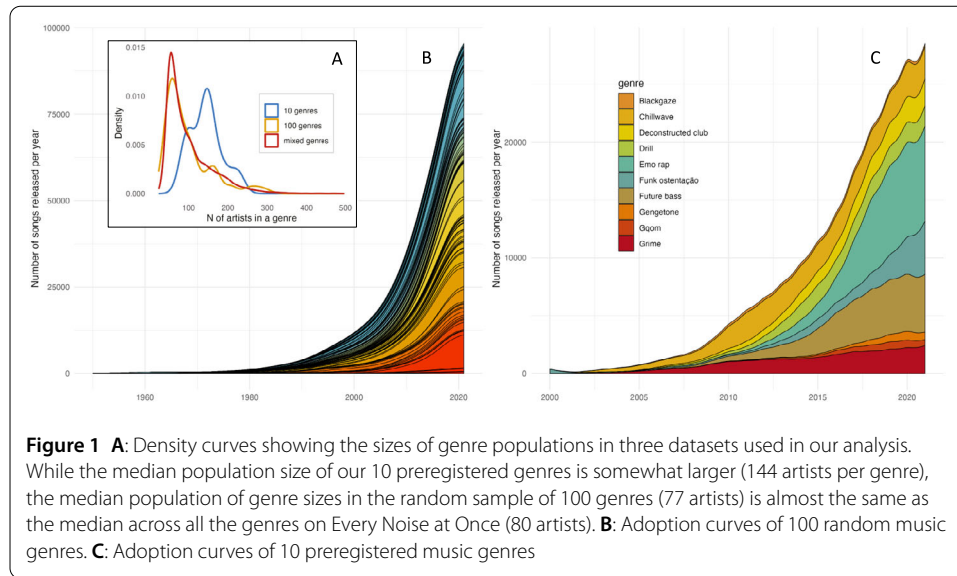 100000
75000
50000
25000
0
Number of songs released per year
1960
1980
2000
2020
A
B
0.015
0.010
0.005
0.000
Density
10 genres
100 genres
mixed genres
100
200
300
400
500
N of artists in a genre
C
Number of songs released per year
20000
10000
0
2000
2005
2010
2015
2020
genre
Blackgaze
Chillwave
Deconstructed club
Drill
Emo rap
Funk ostentação
Future bass
Gengetone
Gqom
Grime
Figure 1 A: Density curves showing the sizes of genre populations in three datasets used in our analysis.
While the median population size of our 10 preregistered genres is somewhat larger (144 artists per genre),
the median population of genre sizes in the random sample of 100 genres (77 artists) is almost the same as
the median across all the genres on Every Noise at Once (80 artists). B: Adoption curves of 100 random music
genres. C: Adoption curves of 10 preregistered music genres